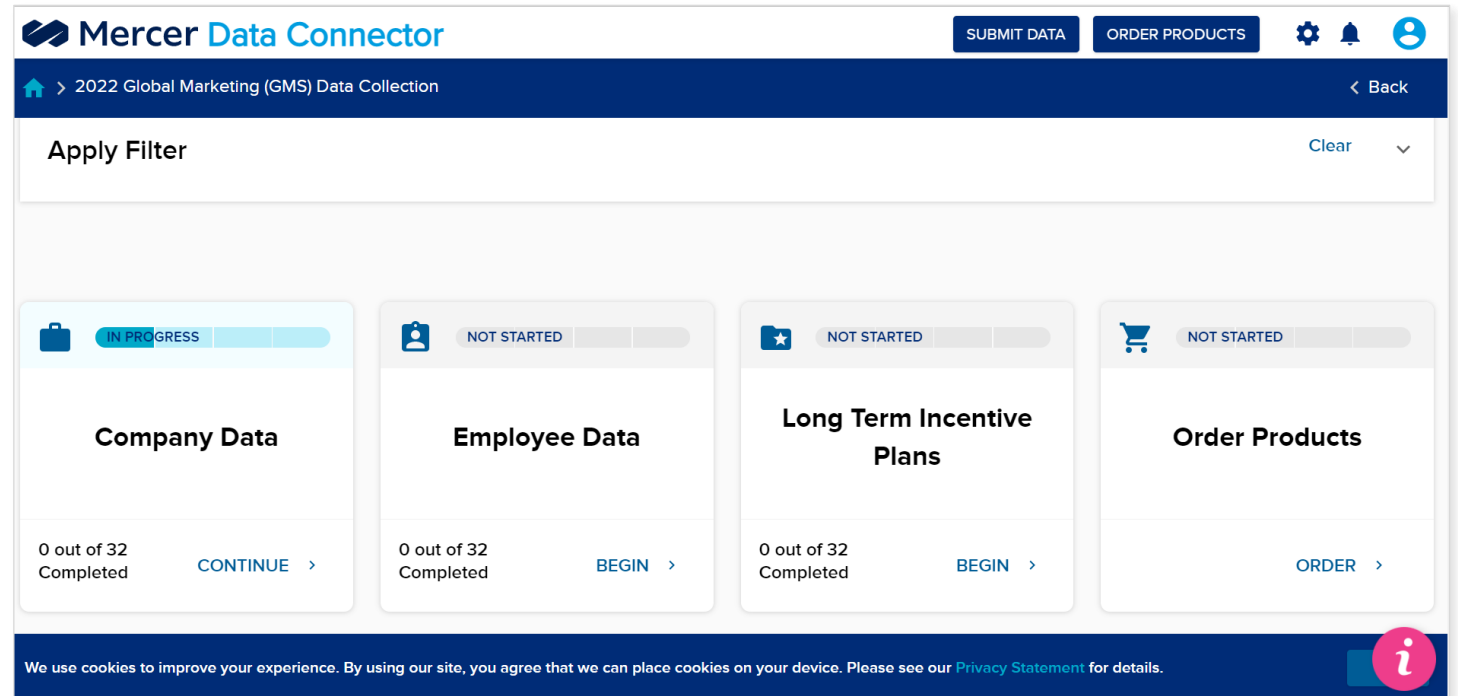 Mercer Data Connector
SUBMIT DATA
ORDER PRODUCTS
2022 Global Marketing (GMS) Data Collection
Back
Apply Filter
Clear
IN PROGRESS
NOT STARTED
NOT STARTED
NOT STARTED
Company Data
Employee Data
Long Term Incentive
Plans
Order Products
0 out of 32
Completed
CONTINUE
0 out of 32
Completed
BEGIN
0 out of 32
Completed
BEGIN
ORDER
We use cookies to improve your experience. By using our site, you agree that we can place cookies on your device. Please see our Privacy Statement for details.
i